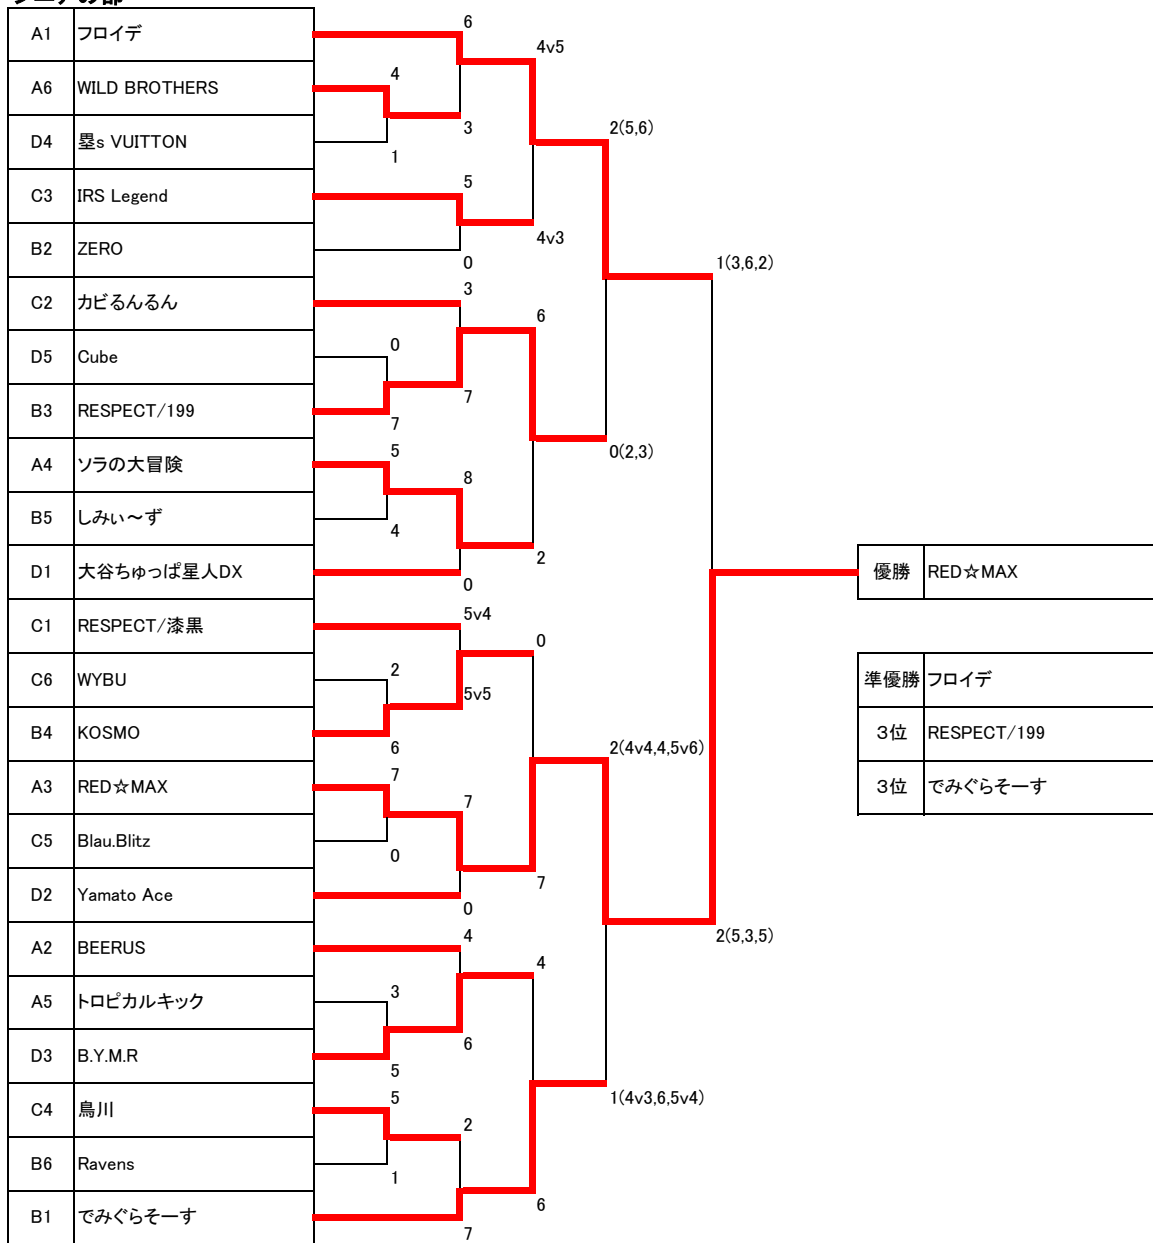 A1 フロイデ
A6 WILD BROTHERS
D4 塁s VUITTON
C3 IRS Legend
B2 ZERO
C2 カビるんるん
D5 Cube
B3 RESPECT/199
A4 ソラの大冒険
B5 しみぃ～ず
D1 大谷ちゅっぱ星人DX
C1 RESPECT/漆黒
C6 WYBU
B4 KOSMO
A3 RED☆MAX
C5 Blau.Blitz
D2 Yamato Ace
A2 BEERUS
A5 トロピカルキック
D3 B.Y.M.R
C4 鳥川
B6 Ravens
B1 でみぐらそーす
4
1
0
7
5
4
2
6
7
0
3
5
5
1
6
3
5
0
3
7
8
0
5v4
5v5
7
0
4
6
2
7
4v5
4v3
6
2
0
7
4
6
2(5,6)
0(2,3)
2(4v4,4,5v6)
1(4v3,6,5v4)
1(3,6,2)
2(5,3,5)
優勝 RED☆MAX
準優勝 フロイデ
3位 RESPECT/199
3位 でみぐらそーす